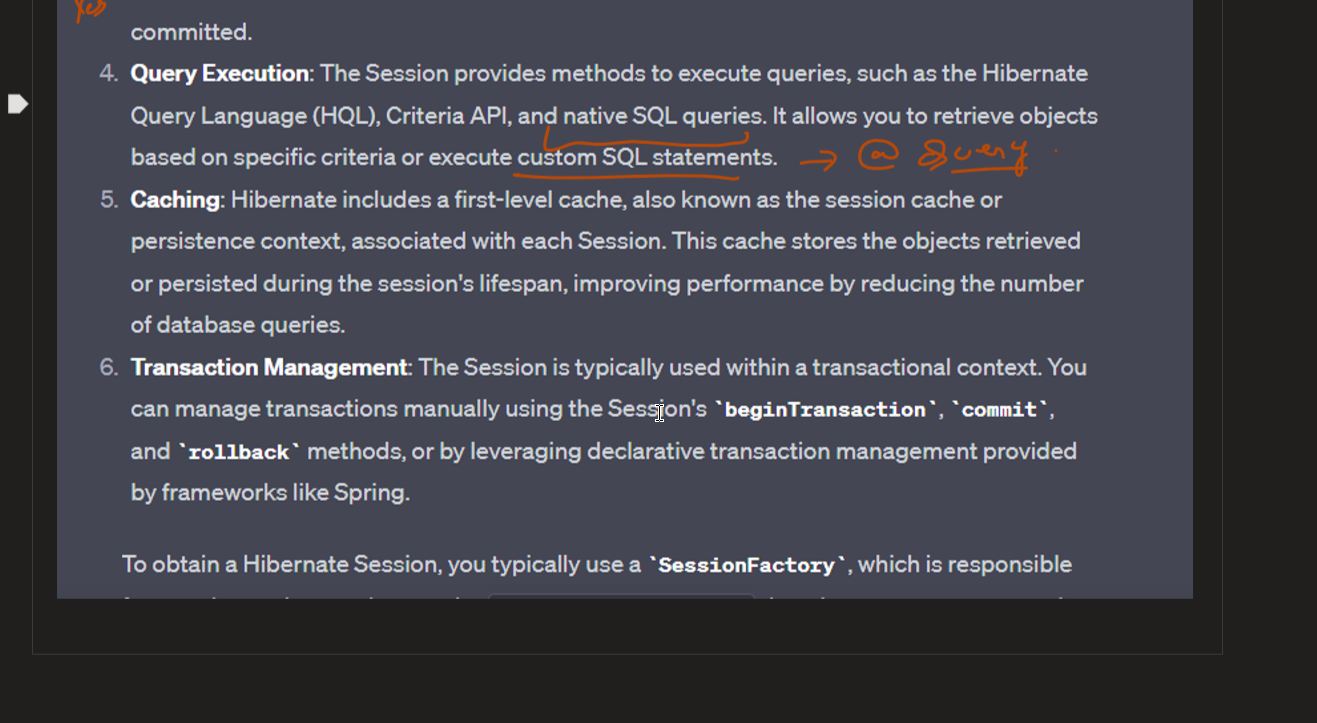 Yes
committed.
4. Query Execution: The Session provides methods to execute queries, such as the Hibernate
Query Language (HQL), Criteria API, and native SQL queries. It allows you to retrieve objects
based on specific criteria or execute custom SQL statements. → @ Query
5. Caching: Hibernate includes a first-level cache, also known as the session cache or
persistence context, associated with each Session. This cache stores the objects retrieved
or persisted during the session's lifespan, improving performance by reducing the number
of database queries.
6. Transaction Management: The Session is typically used within a transactional context. You
can manage transactions manually using the Session's `beginTransaction`, `commit`,
and `rollback` methods, or by leveraging declarative transaction management provided
by frameworks like Spring.
To obtain a Hibernate Session, you typically use a `SessionFactory`, which is responsible